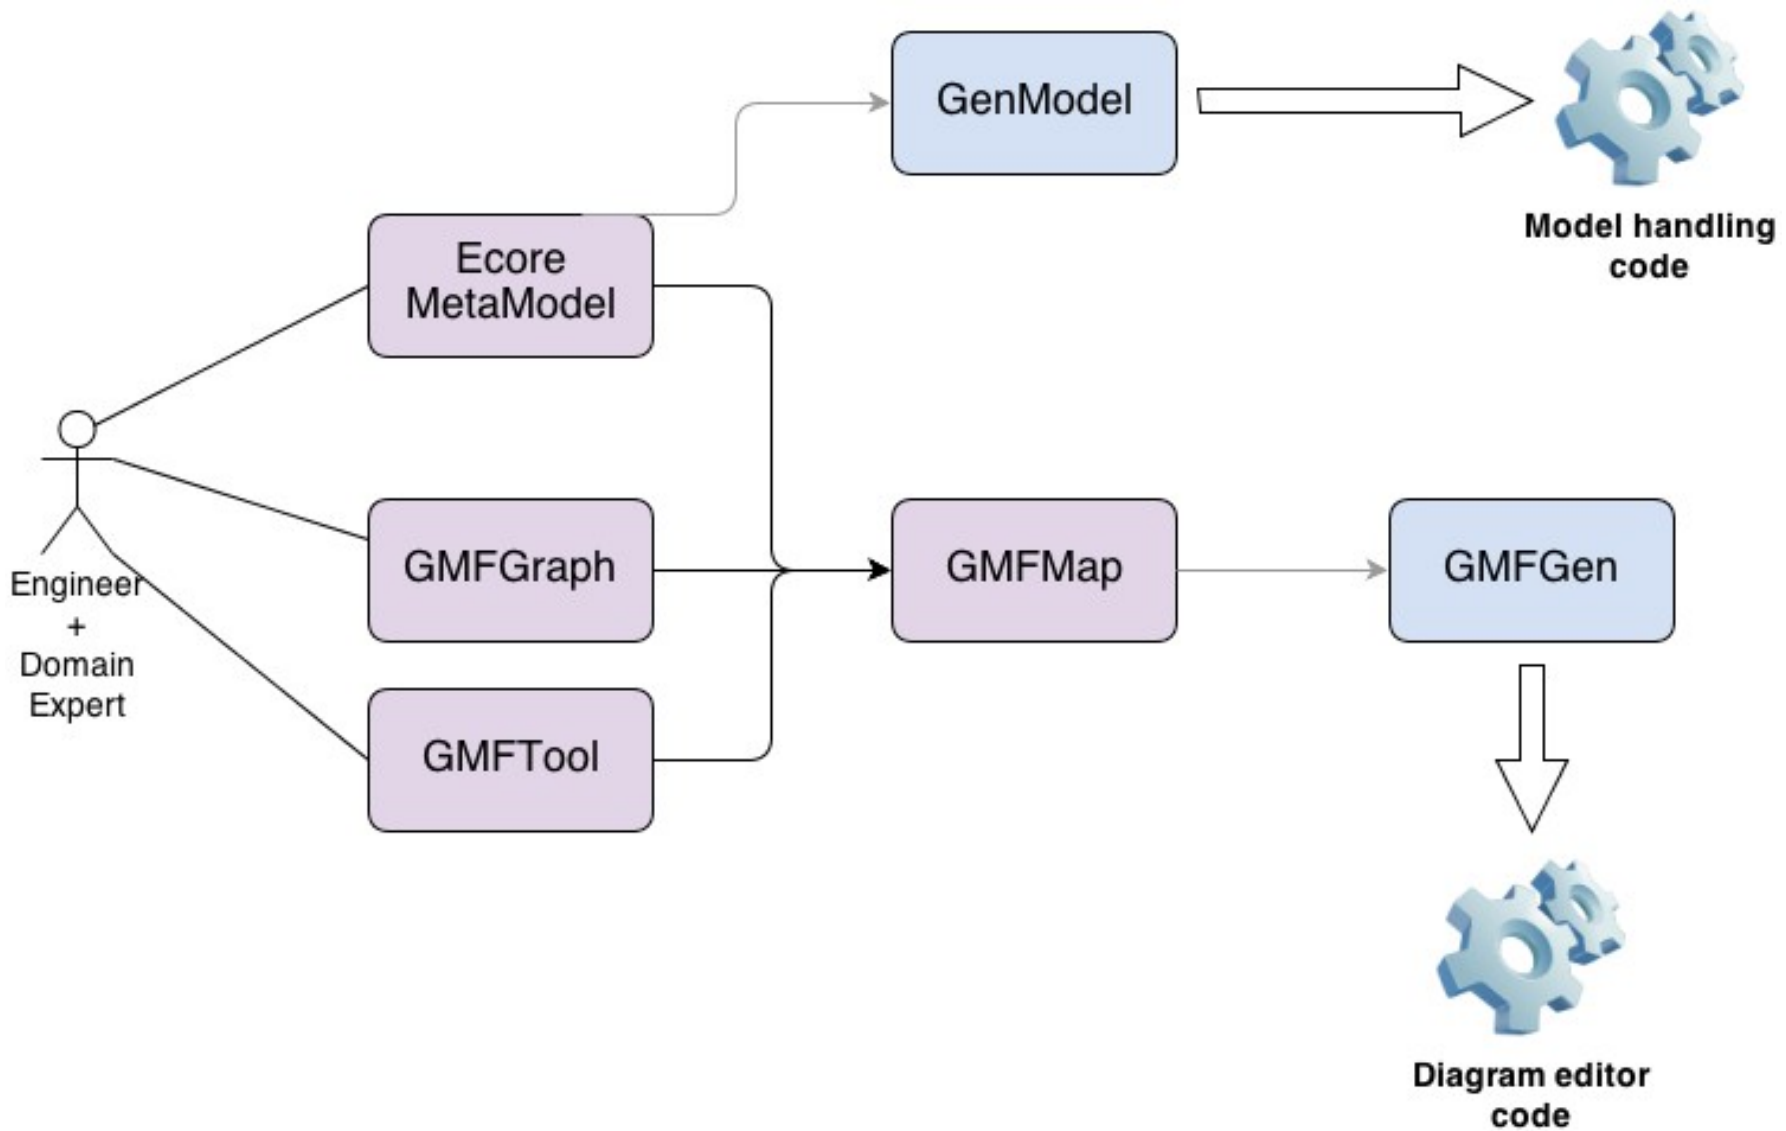 GenModel
Model handling
code
Ecore
MetaModel
Engineer
+
Domain
Expert
GMFGraph
GMFMap
GMFGen
GMFTool
Diagram editor
code